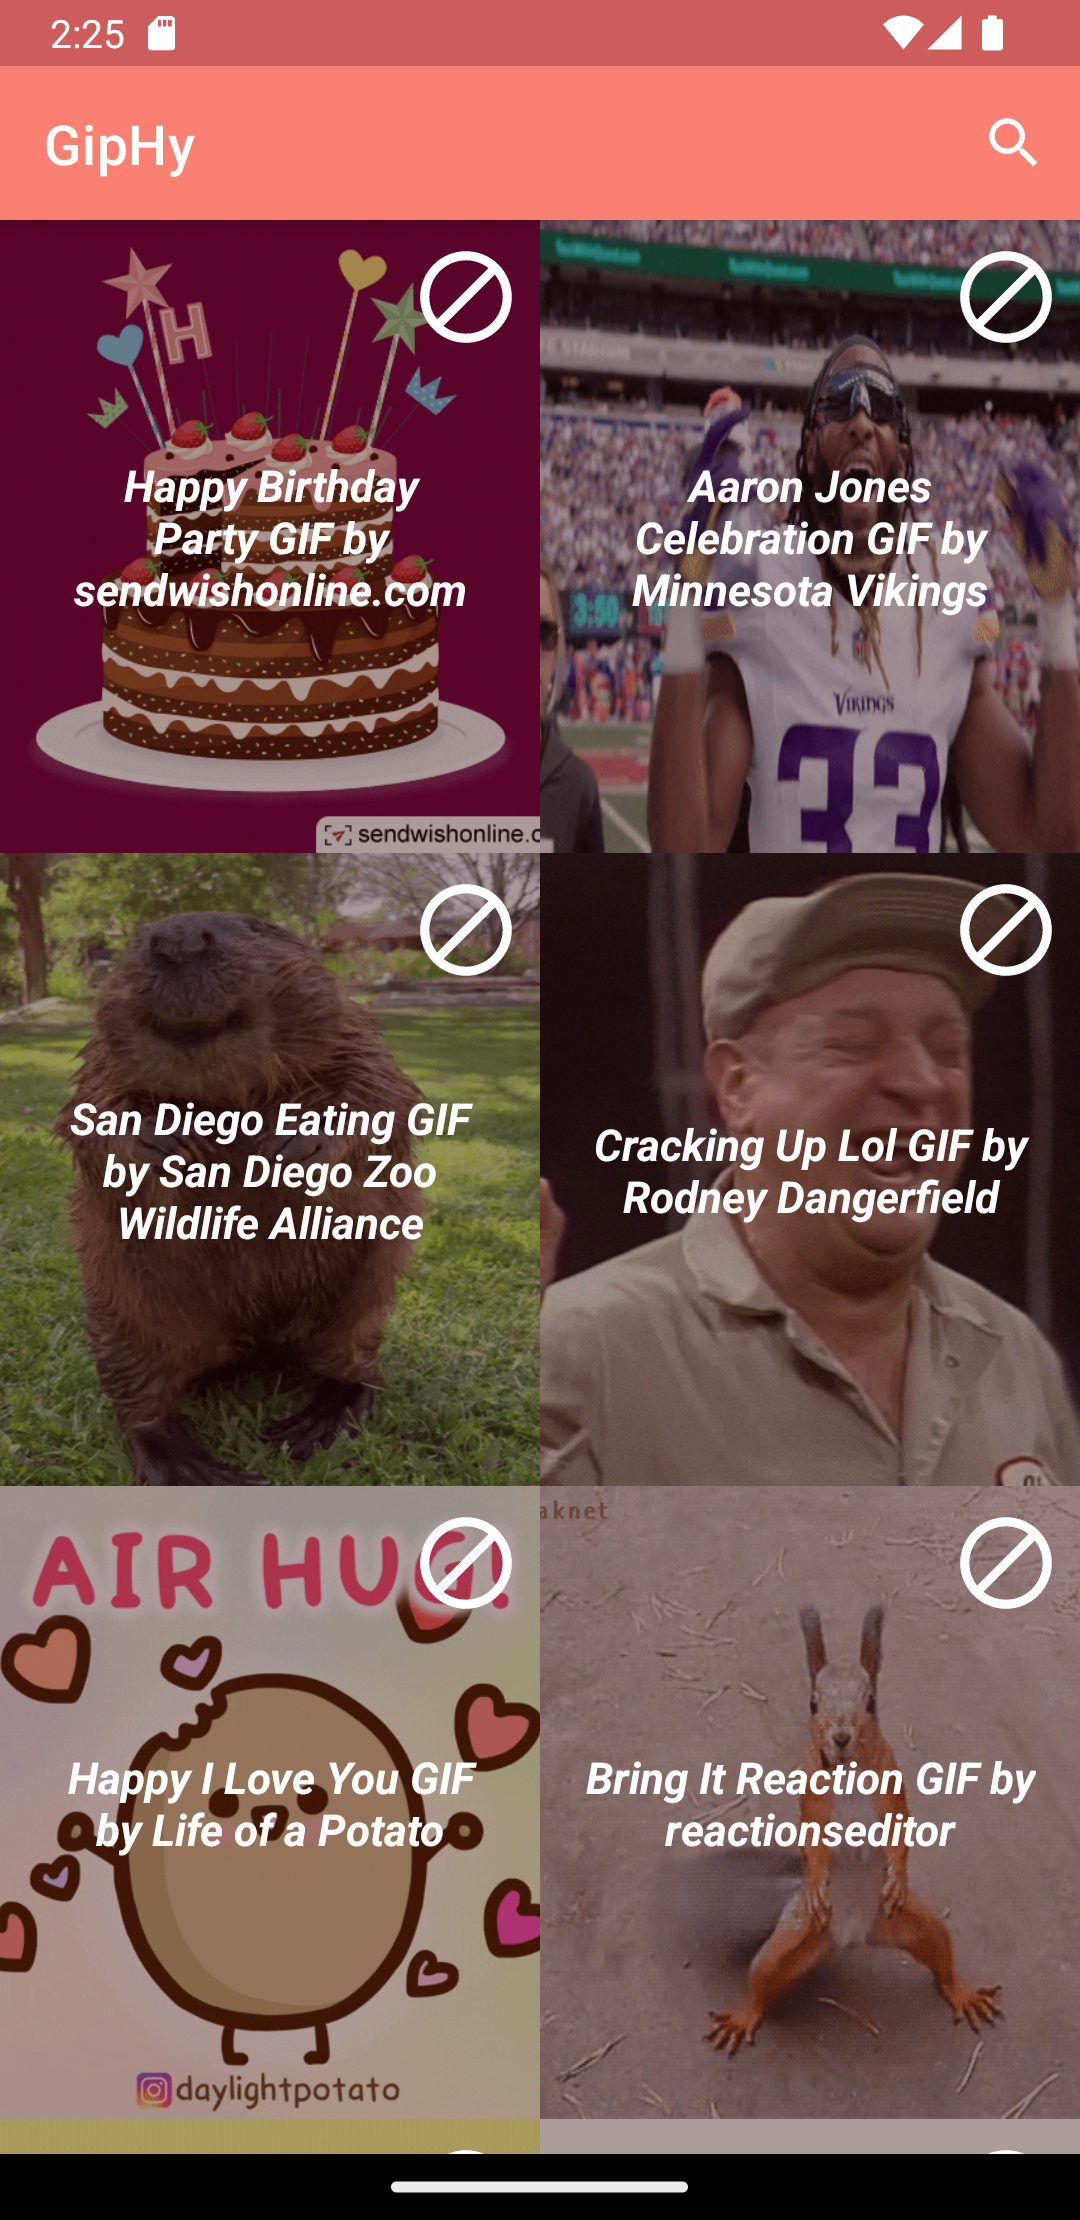 2:25
GipHy
H
Happy Birthday
Party GIF by
sendwishonline.com
sendwishonline.c
Aaron Jones
Celebration GIF by
Minnesota Vikings
3:50
VIKINGS
33
San Diego Eating GIF
by San Diego Zoo
Wildlife Alliance
Cracking Up Lol GIF by
Rodney Dangerfield
AIR HUG!
Happy I Love You GIF
by Life of a Potato
daylightpotato
aknet
Bring It Reaction GIF by
reactionseditor